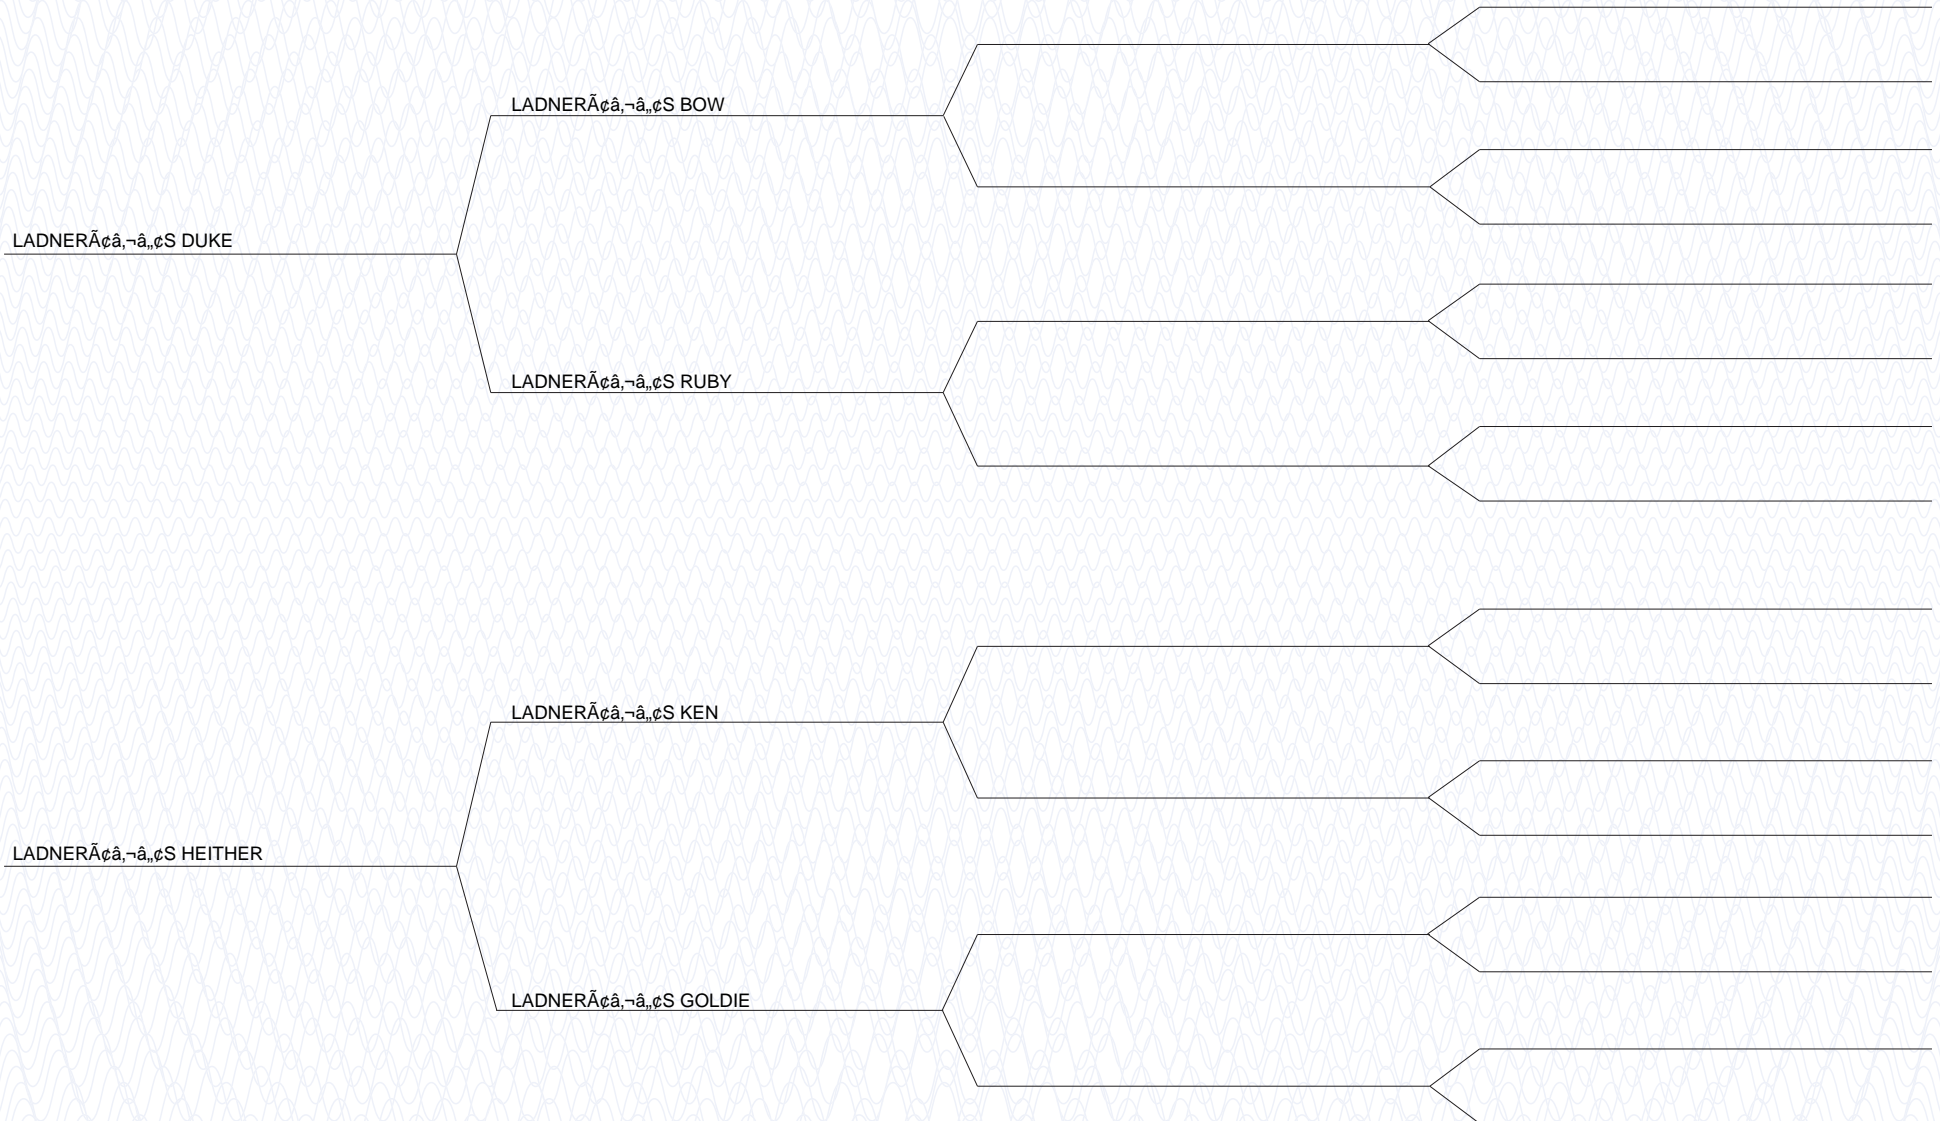 LADNERÃ¢â‚¬â„¢S BOW
LADNERÃ¢â‚¬â„¢S DUKE
LADNERÃ¢â‚¬â„¢S RUBY
LADNERÃ¢â‚¬â„¢S KEN
LADNERÃ¢â‚¬â„¢S HEITHER
LADNERÃ¢â‚¬â„¢S GOLDIE